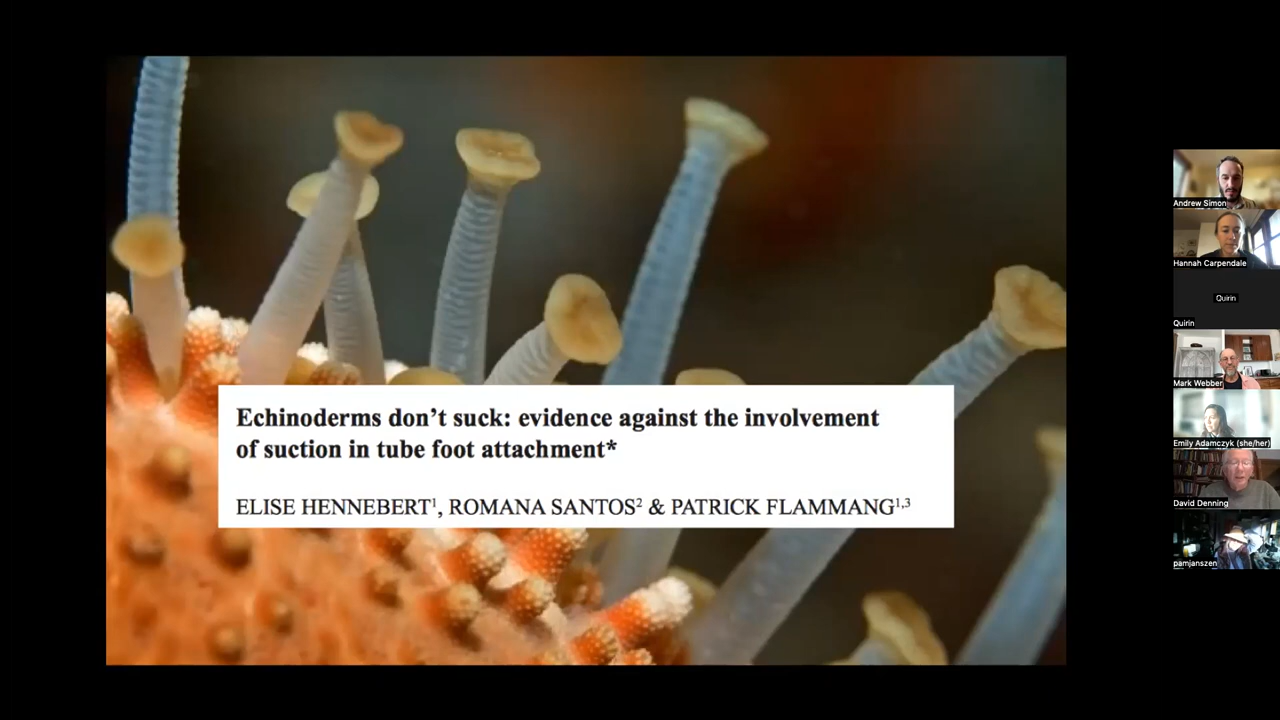 Echinoderms don't suck: evidence against the involvement
of suction in tube foot attachment*
ELISE HENNEBERT1, ROMANA SANTOS2 & PATRICK FLAMMANG1,3
Andrew Simon
Hannah Carpendale
Quirin
Quirin
Mark Webber
Emily Adamczyk (she/her)
David Denning
pamjanszen